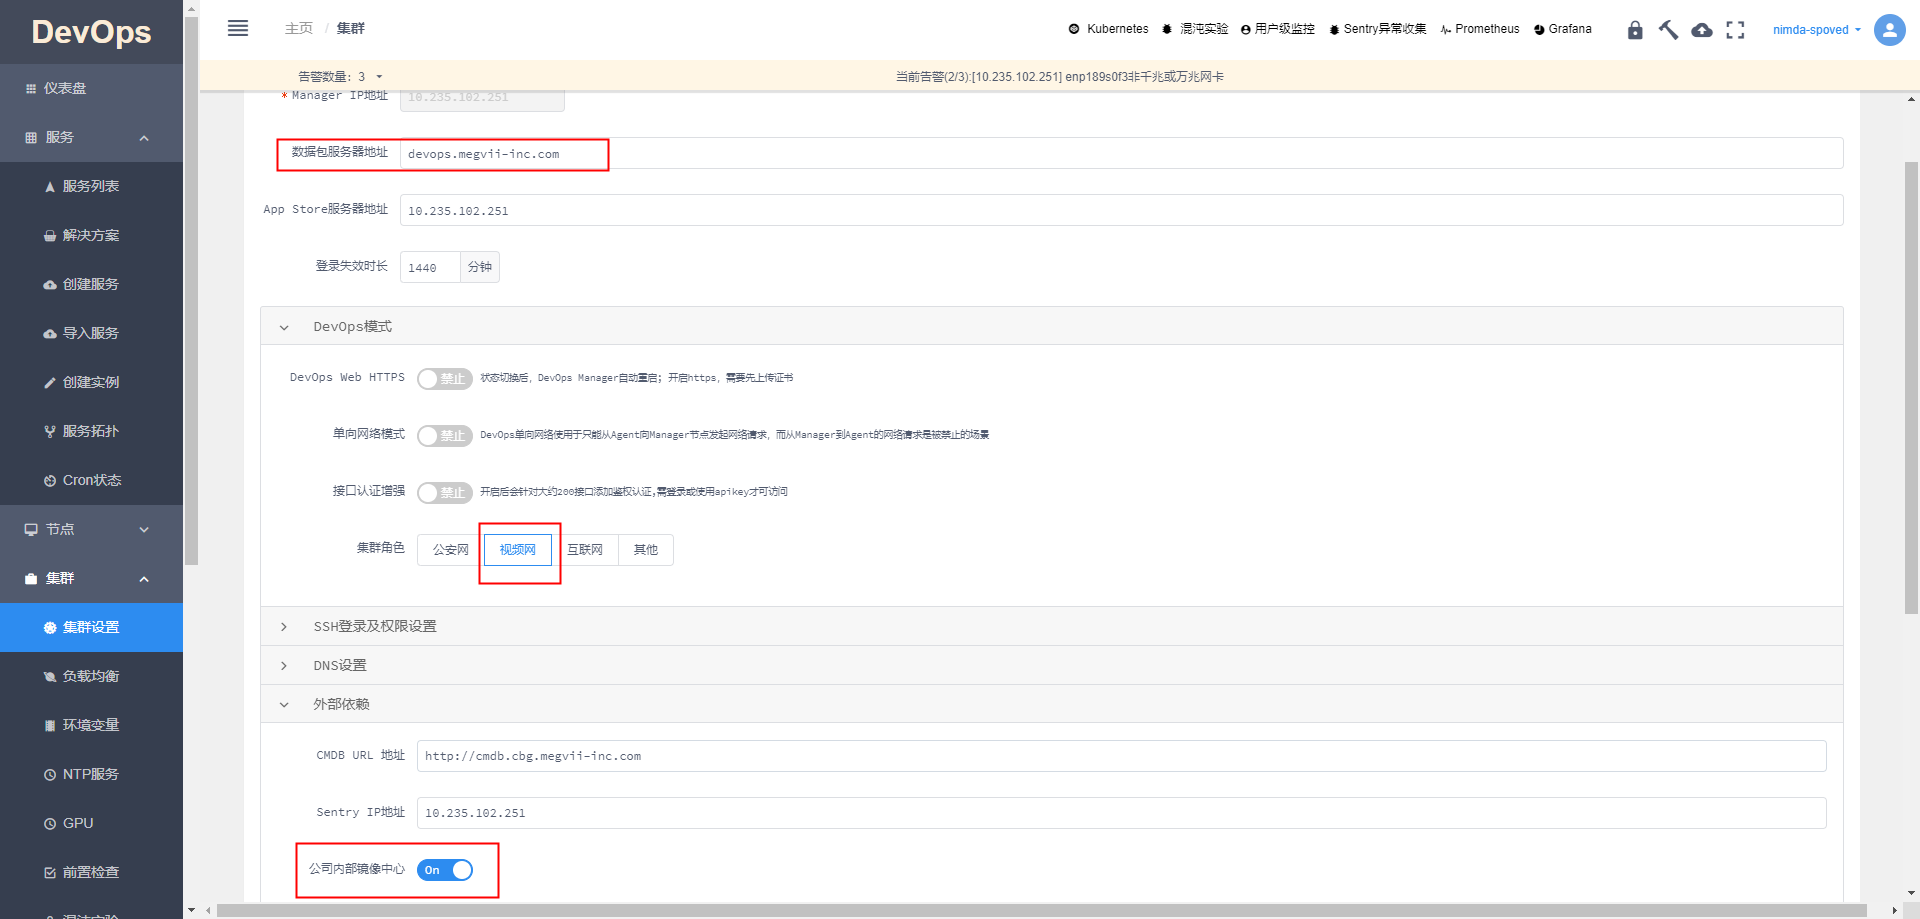 DevOps
主页 / 集群
Kubernetes 混沌实验 用户级监控 Sentry异常收集 Prometheus Grafana
nimda-spoved
告警数量: 3
当前告警(2/3):[10.235.102.251] enp189s0f3非千兆或万兆网卡
仪表盘
服务
服务列表
解决方案
创建服务
导入服务
创建实例
服务拓扑
Cron状态
节点
集群
集群设置
负载均衡
环境变量
NTP服务
GPU
前置检查
* Manager IP地址 10.235.102.251
数据包服务器地址 devops.megvii-inc.com
App Store服务器地址 10.235.102.251
登录失效时长 1440 分钟
DevOps模式
DevOps Web HTTPS 禁止 状态切换后, DevOps Manager自动重启; 开启https, 需要先上传证书
单向网络模式 禁止 DevOps单向网络使用于只能从Agent向Manager节点发起网络请求, 而从Manager到Agent的网络请求是被禁止的场景
接口认证增强 禁止 开启后会针对大约200接口添加鉴权认证,需登录或使用apikey才可访问
集群角色 公安网 视频网 互联网 其他
SSH登录及权限设置
DNS设置
外部依赖
CMDB URL 地址 http://cmdb.cbg.megvii-inc.com
Sentry IP地址 10.235.102.251
公司内部镜像中心 On